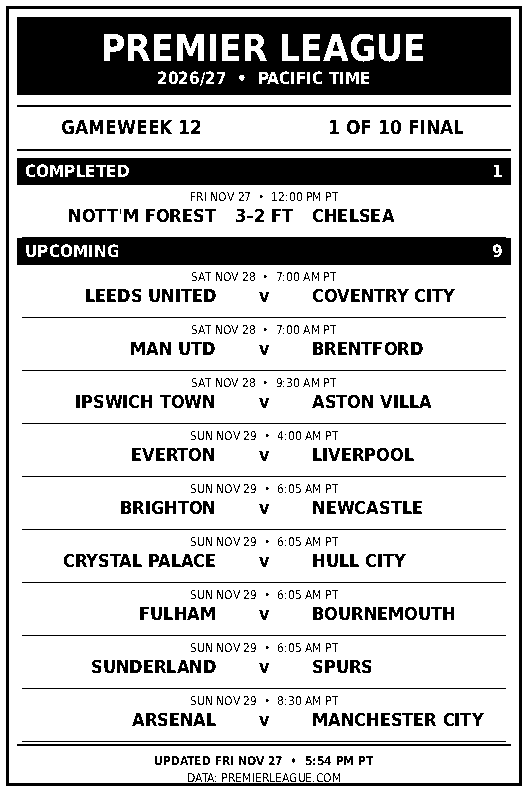 PREMIER LEAGUE
2026/27 • PACIFIC TIME
GAMEWEEK 12 1 OF 10 FINAL
COMPLETED 1
FRI NOV 27 • 12:00 PM PT
NOTT'M FOREST 3–2 FT CHELSEA
UPCOMING 9
SAT NOV 28 • 7:00 AM PT
LEEDS UNITED v COVENTRY CITY
SAT NOV 28 • 7:00 AM PT
MAN UTD v BRENTFORD
SAT NOV 28 • 9:30 AM PT
IPSWICH TOWN v ASTON VILLA
SUN NOV 29 • 4:00 AM PT
EVERTON v LIVERPOOL
SUN NOV 29 • 6:05 AM PT
BRIGHTON v NEWCASTLE
SUN NOV 29 • 6:05 AM PT
CRYSTAL PALACE v HULL CITY
SUN NOV 29 • 6:05 AM PT
FULHAM v BOURNEMOUTH
SUN NOV 29 • 6:05 AM PT
SUNDERLAND v SPURS
SUN NOV 29 • 8:30 AM PT
ARSENAL v MANCHESTER CITY
UPDATED FRI NOV 27 • 5:54 PM PT
DATA: PREMIERLEAGUE.COM